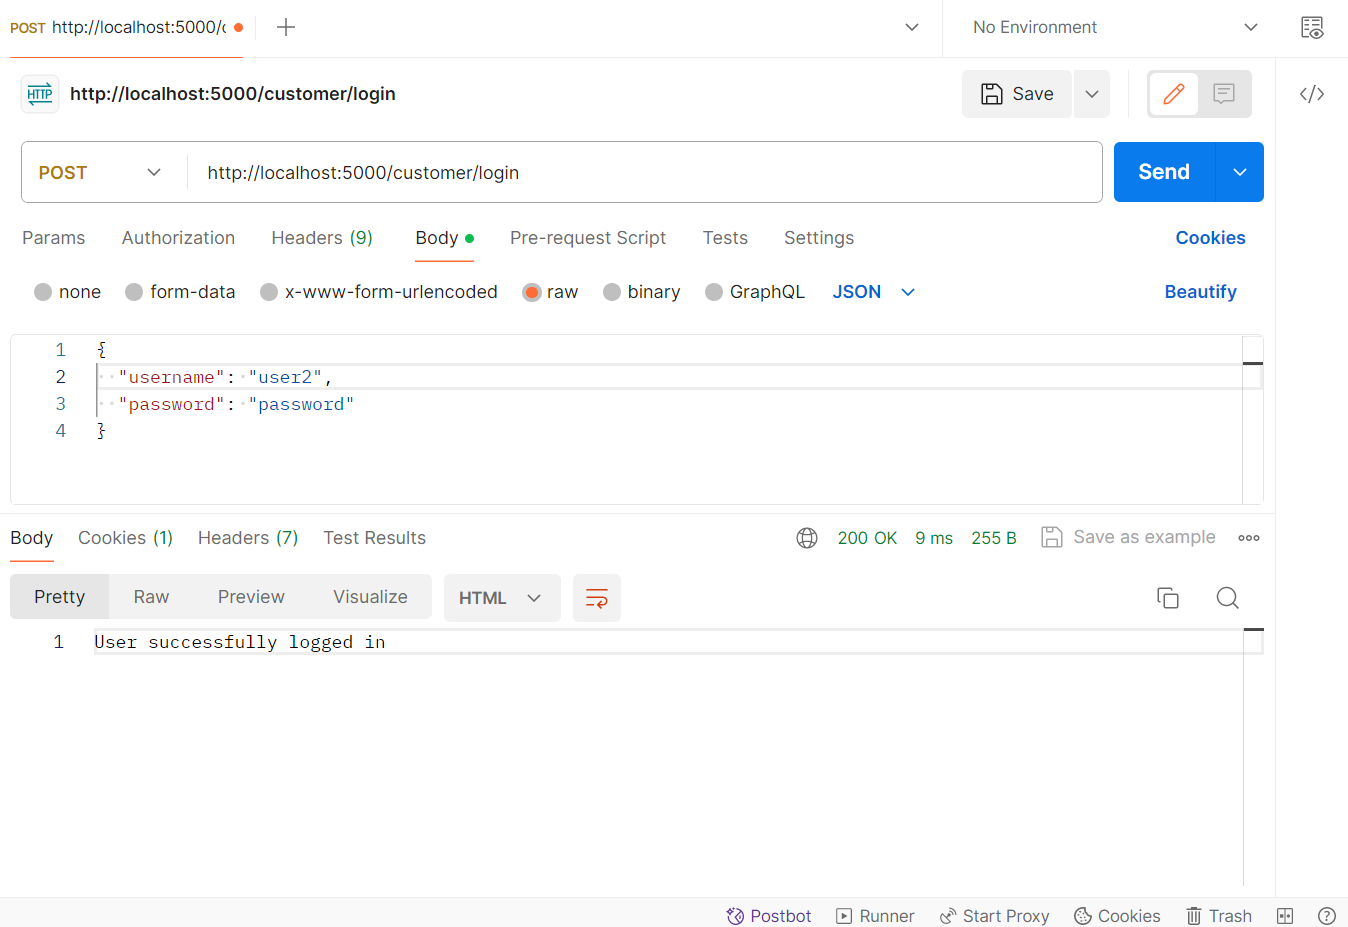 POST http://localhost:5000/c
No Environment
HTTP http://localhost:5000/customer/login
Save
POST http://localhost:5000/customer/login
Send
Params Authorization Headers (9) Body Pre-request Script Tests Settings Cookies
none form-data x-www-form-urlencoded raw binary GraphQL JSON Beautify
1 {
2 "username": "user2",
3 "password": "password"
4 }
Body Cookies (1) Headers (7) Test Results 200 OK 9 ms 255 B Save as example
Pretty Raw Preview Visualize HTML
1 User successfully logged in
Postbot Runner Start Proxy Cookies Trash